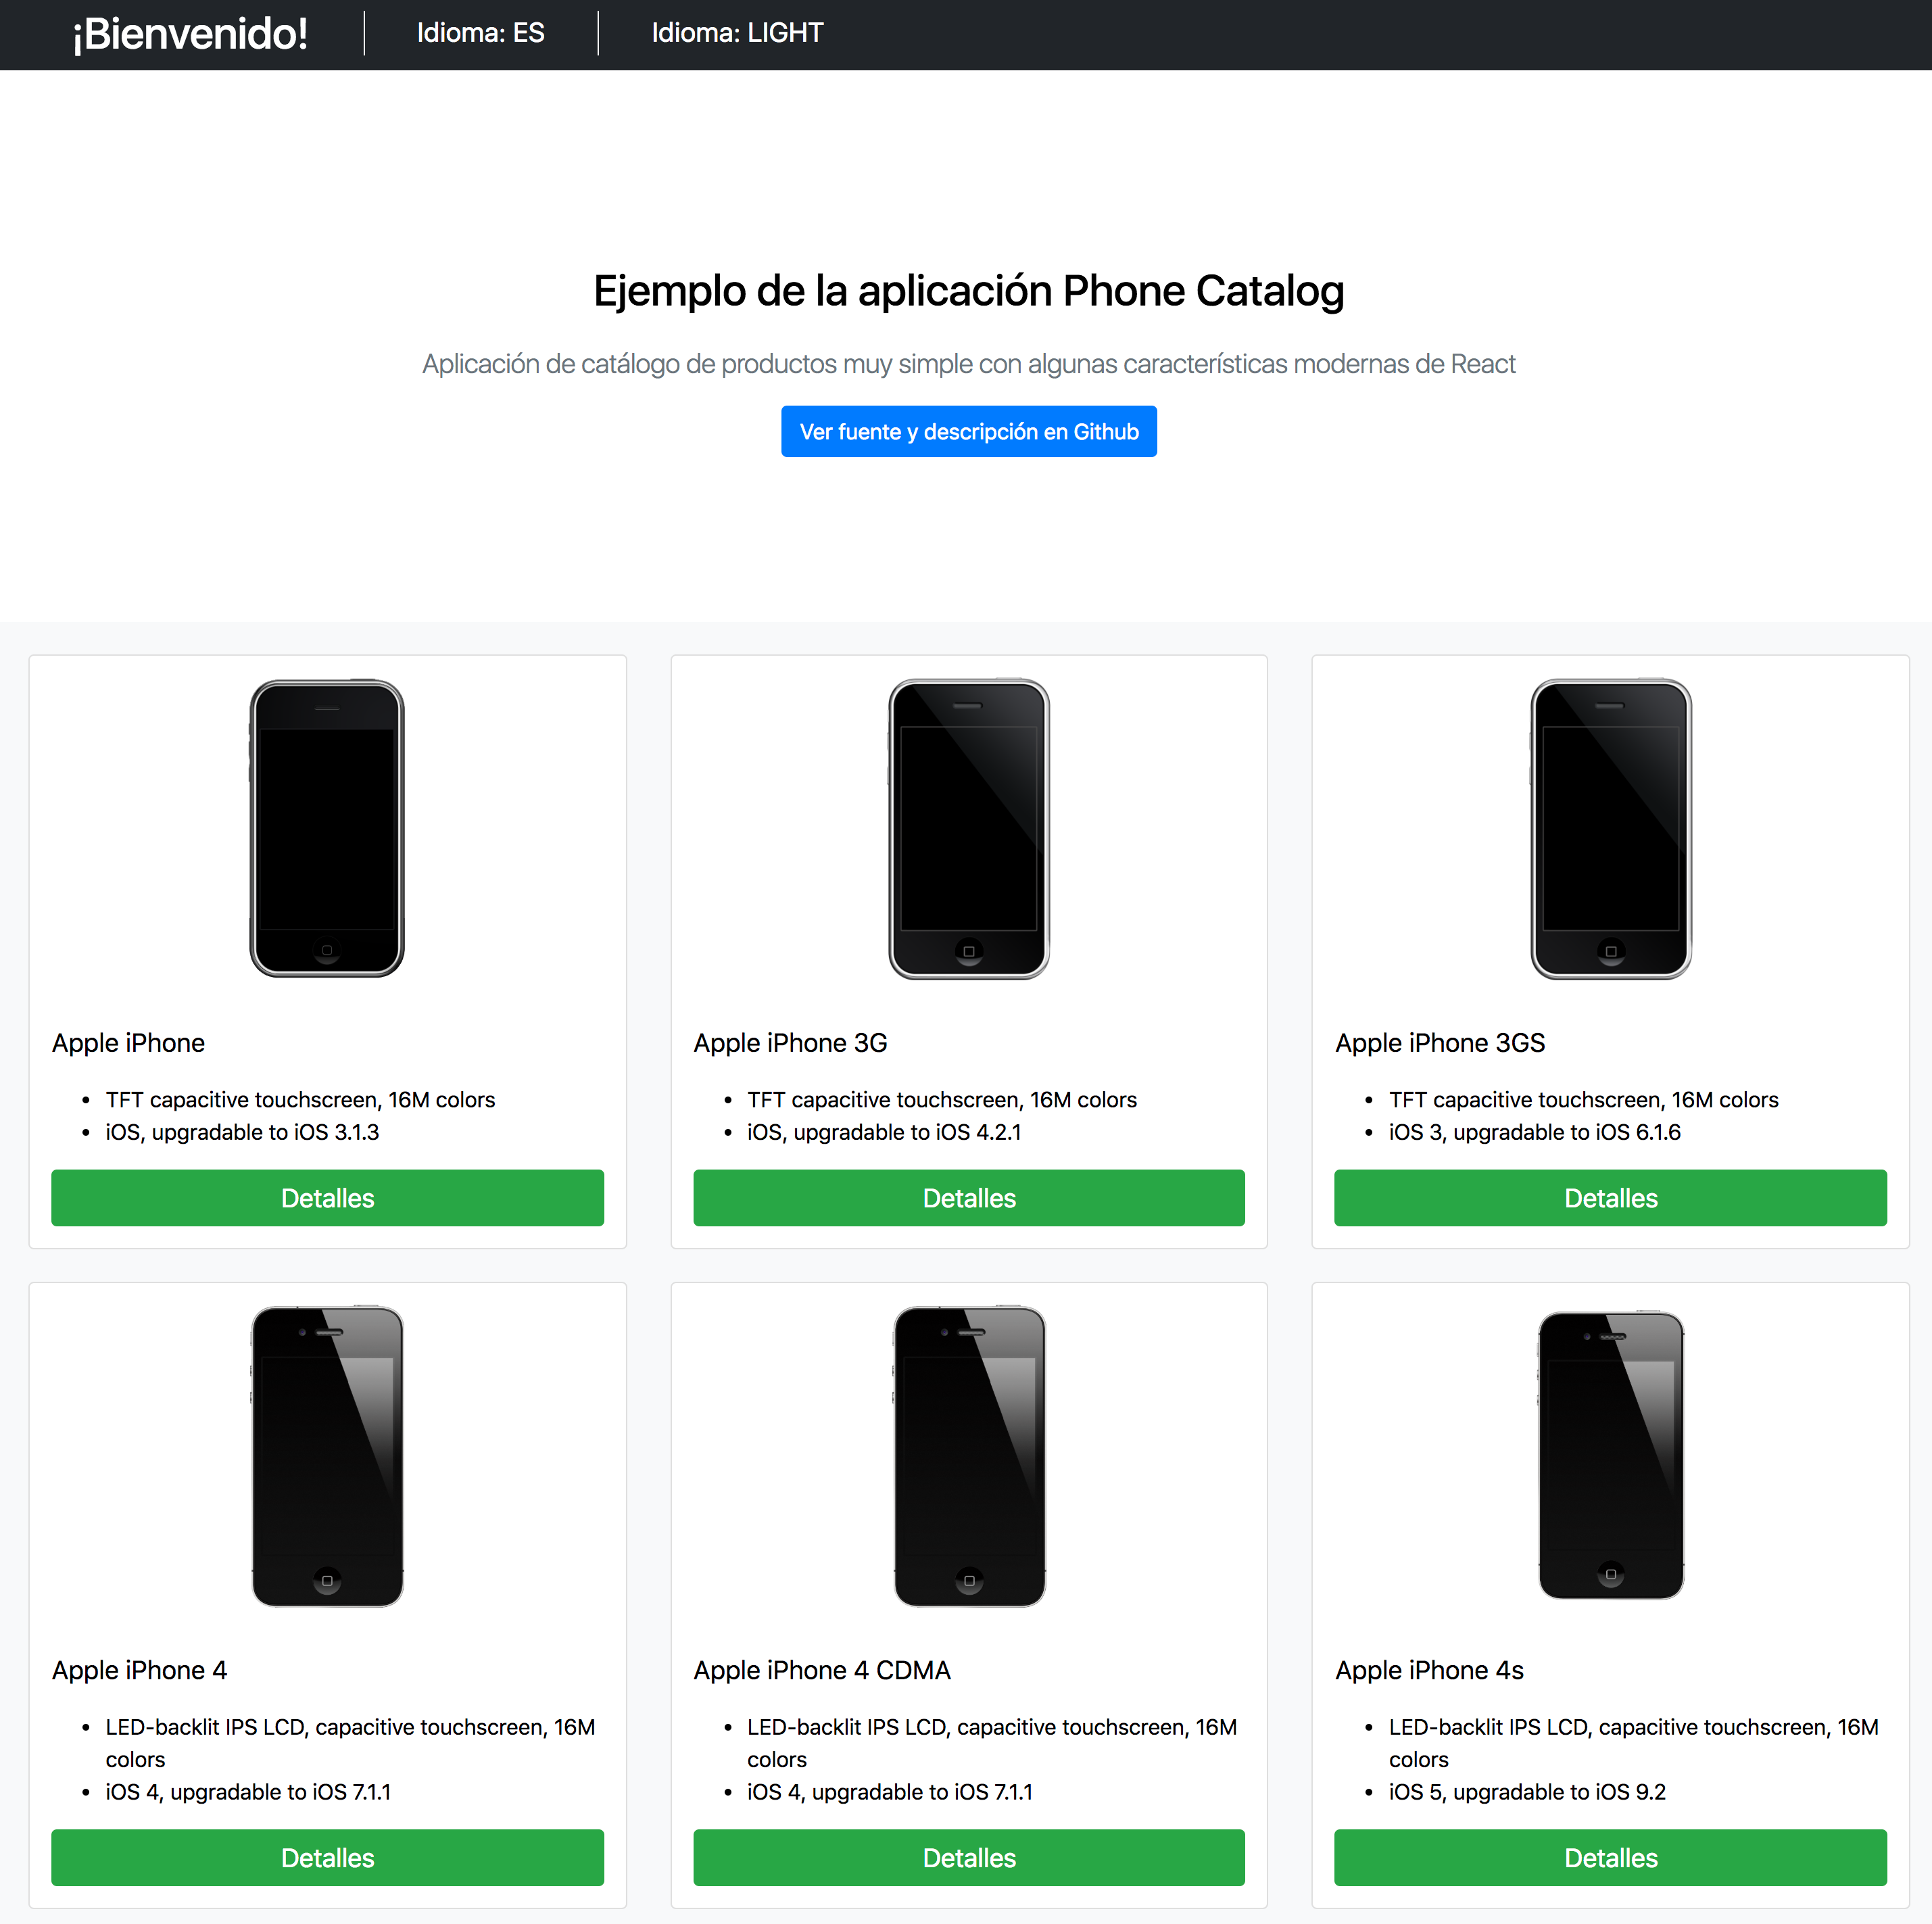 ¡Bienvenido!
Idioma: ES
Idioma: LIGHT
Ejemplo de la aplicación Phone Catalog
Aplicación de catálogo de productos muy simple con algunas características modernas de React
Ver fuente y descripción en Github
Apple iPhone
• TFT capacitive touchscreen, 16M colors
• iOS, upgradable to iOS 3.1.3
Detalles
Apple iPhone 3G
• TFT capacitive touchscreen, 16M colors
• iOS, upgradable to iOS 4.2.1
Detalles
Apple iPhone 3GS
• TFT capacitive touchscreen, 16M colors
• iOS 3, upgradable to iOS 6.1.6
Detalles
Apple iPhone 4
• LED-backlit IPS LCD, capacitive touchscreen, 16M
colors
• iOS 4, upgradable to iOS 7.1.1
Detalles
Apple iPhone 4 CDMA
• LED-backlit IPS LCD, capacitive touchscreen, 16M
colors
• iOS 4, upgradable to iOS 7.1.1
Detalles
Apple iPhone 4s
• LED-backlit IPS LCD, capacitive touchscreen, 16M
colors
• iOS 5, upgradable to iOS 9.2
Detalles